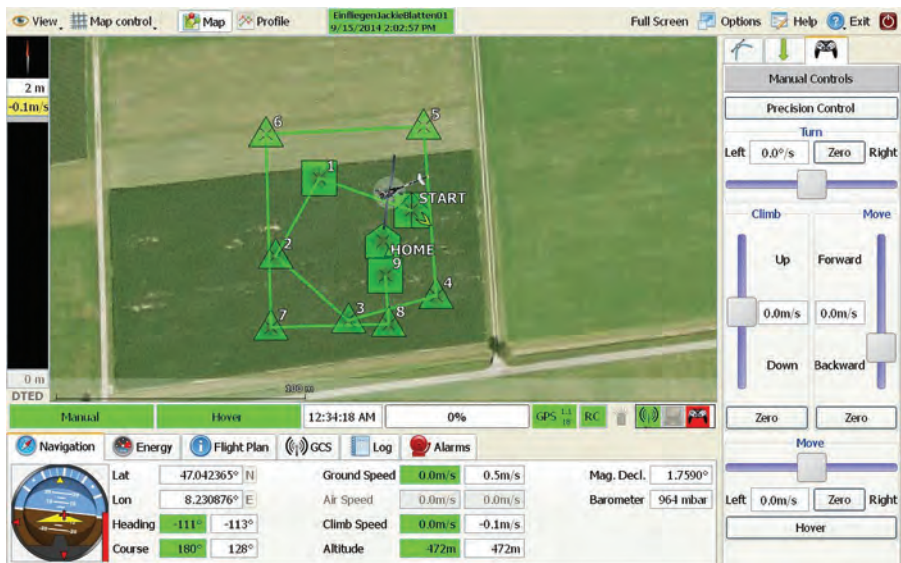 View Map control Map Profile EinfliegenJackieBlatten01 Full Screen Options Help Exit
9/15/2014 2:02:57 PM
2 m
-0.1m/s
0 m
DTED
6
5
1
START
2
HOME
9
4
3
8
7
100 m
Manual Hover 12:34:18 AM 0% GPS 1.1 10 RC
Navigation Energy Flight Plan GCS Log Alarms
Lat 47.042365° N Ground Speed 0.0m/s 0.5m/s Mag. Decl. 1.7590°
Lon 8.230876° E Air Speed 0.0m/s 0.0m/s Barometer 964 mbar
Heading -111° -113° Climb Speed 0.0m/s -0.1m/s
Course 180° 128° Altitude 472m 472m
Manual Controls
Precision Control
Turn
Left 0.0°/s Zero Right
Climb Move
Up Forward
0.0m/s 0.0m/s
Down Backward
Zero Zero
Move
Left 0.0m/s Zero Right
Hover